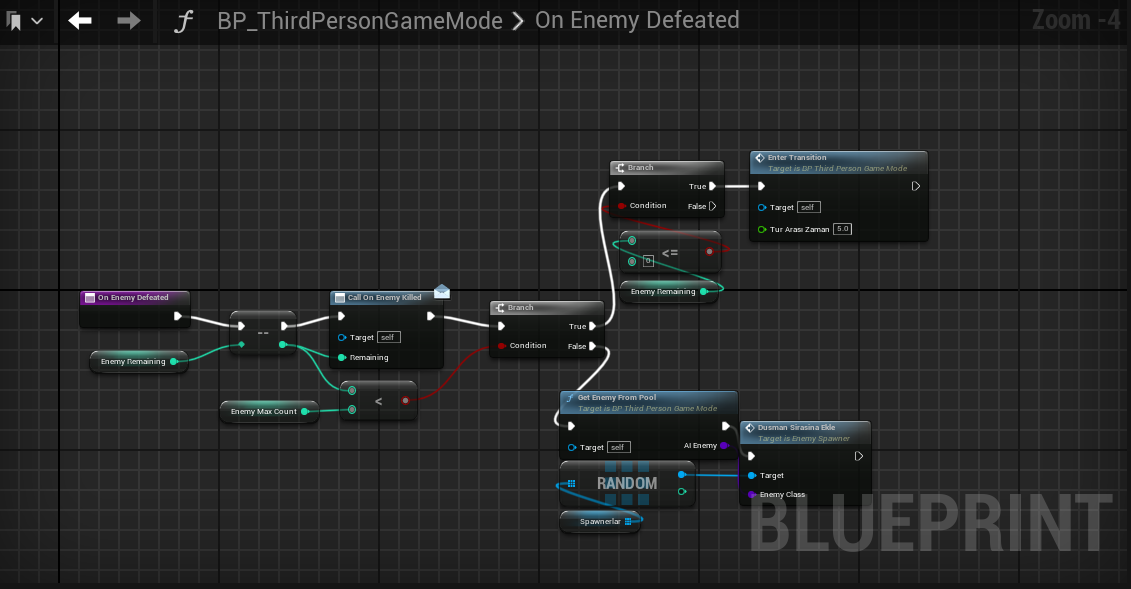 BP_ThirdPersonGameMode > On Enemy Defeated
Zoom -4
Branch
True
Condition
False
Enter Transition
Target is BP Third Person Game Mode
Target self
Tur Arası Zaman 5.0
<=
0
Enemy Remaining
On Enemy Defeated
--
Enemy Remaining
Call On Enemy Killed
Target self
Remaining
Enemy Max Count
<
Branch
True
Condition
False
Get Enemy From Pool
Target is BP Third Person Game Mode
Target self
AI Enemy
RANDOM
Spawnerlar
Dusman Sirasina Ekle
Target is Enemy Spawner
Target
Enemy Class
BLUEPRINT